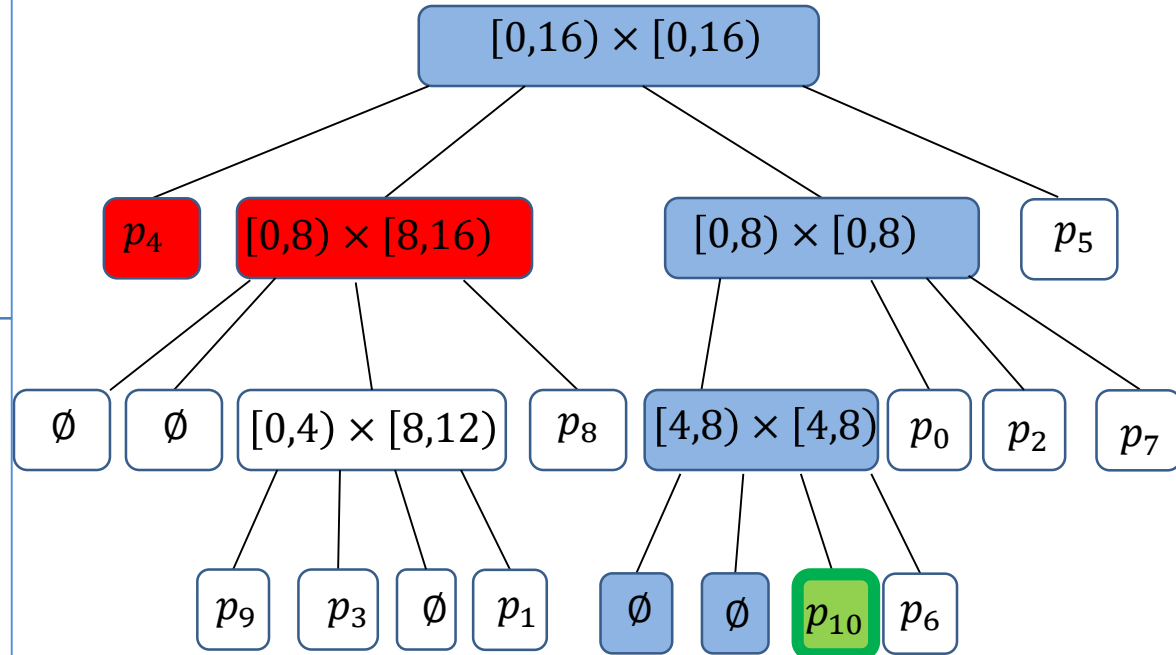 [0,16) × [0,16)
p₄ [0,8) × [8,16) [0,8) × [0,8) p₅
∅ ∅ [0,4) × [8,12) p₈ [4,8) × [4,8) p₀ p₂ p₇
p₉ p₃ ∅ p₁ ∅ ∅ p₁₀ p₆